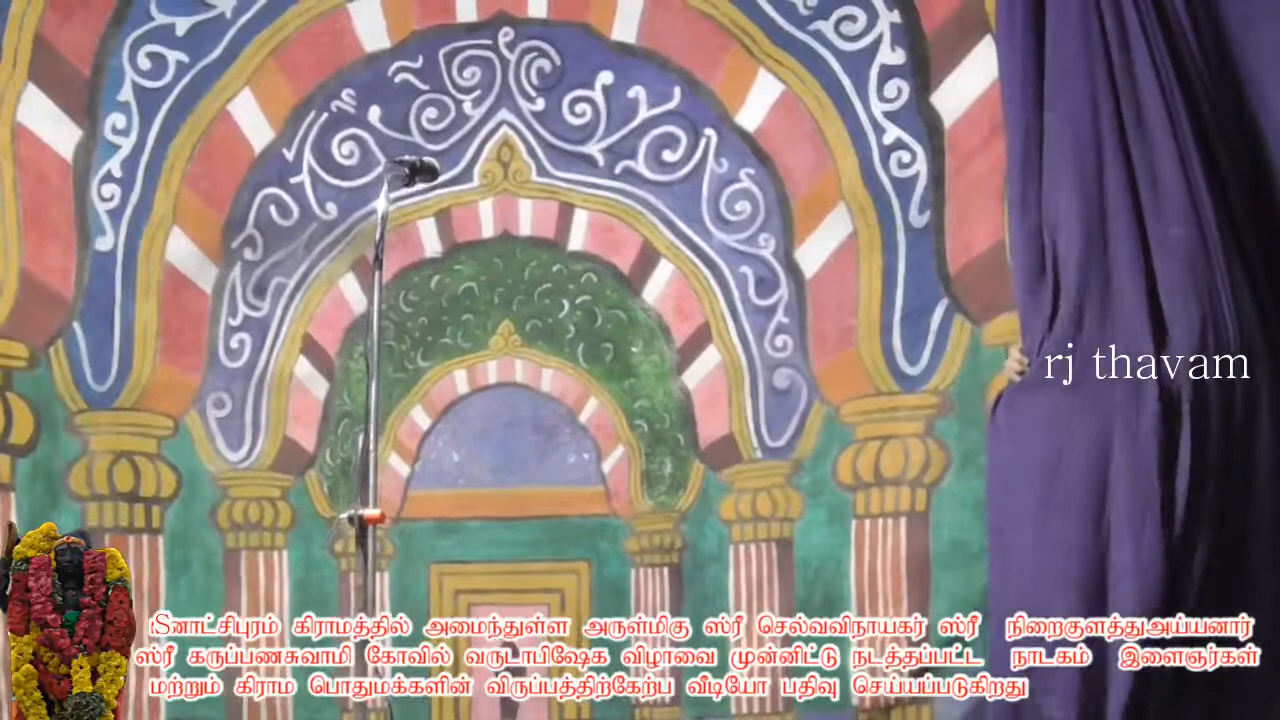 rj thavam
கிராமத்தில் அமைந்துள்ள அருள்மிகு ஸ்ரீ செல்வவிநாயகர் ஸ்ரீ நிறைகுளத்துஅய்யனார்
ஸ்ரீ கருப்பணசுவாமி கோவில் வருடாபிஷேக விழாவை முன்னிட்டு நடத்தப்பட்ட நாடகம் இளைஞர்கள்
மற்றும் கிராம பொதுமக்களின் விருப்பத்திற்கேற்ப வீடியோ பதிவு செய்யப்படுகிறது